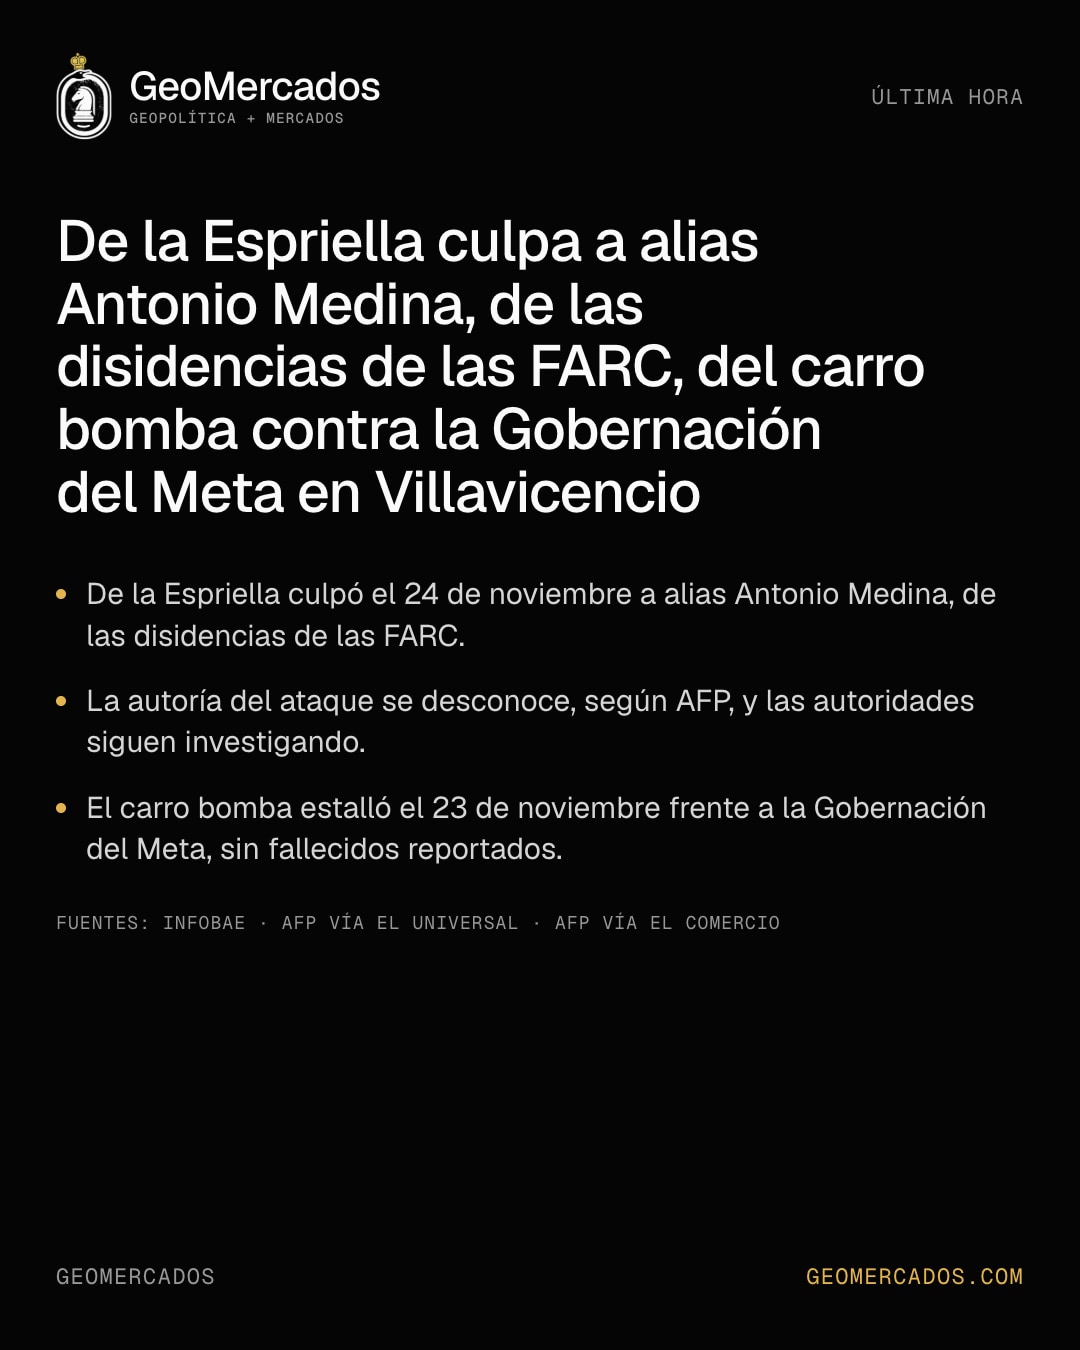 GeoMercados
GEOPOLÍTICA + MERCADOS
ÚLTIMA HORA
De la Espriella culpa a alias
Antonio Medina, de las
disidencias de las FARC, del carro
bomba contra la Gobernación
del Meta en Villavicencio
• De la Espriella culpó el 24 de noviembre a alias Antonio Medina, de
las disidencias de las FARC.
• La autoría del ataque se desconoce, según AFP, y las autoridades
siguen investigando.
• El carro bomba estalló el 23 de noviembre frente a la Gobernación
del Meta, sin fallecidos reportados.
FUENTES: INFOBAE · AFP VÍA EL UNIVERSAL · AFP VÍA EL COMERCIO
GEOMERCADOS
GEOMERCADOS.COM